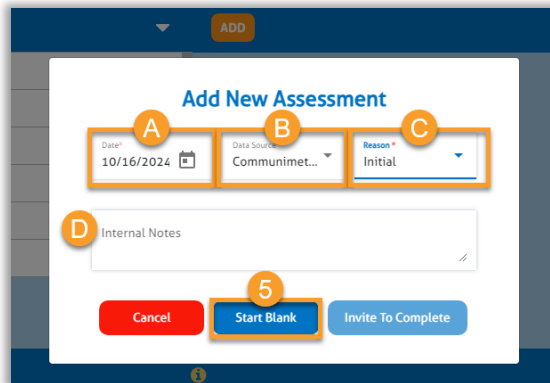 ADD
Add New Assessment
A B C
Date* Data Source Reason *
10/16/2024 Communimet... Initial
D Internal Notes
5
Cancel Start Blank Invite To Complete
i